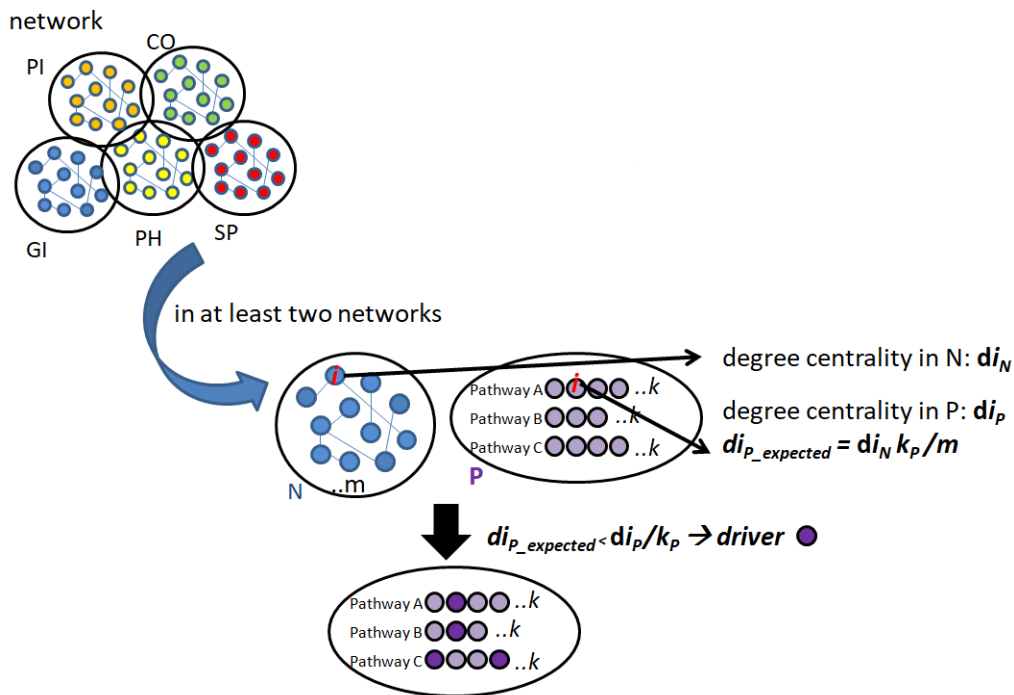 network
CO
PI
GI
PH
SP
in at least two networks
i
N
..m
Pathway A i ..k
Pathway B ..k
Pathway C ..k
P
degree centrality in N: diN
degree centrality in P: diP
diP_expected = diN kP/m
diP_expected < diP/kP → driver
Pathway A ..k
Pathway B ..k
Pathway C ..k